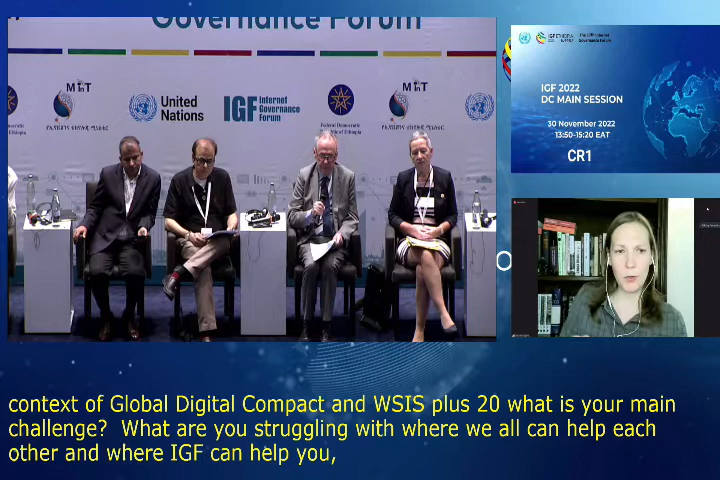 Governance Forum
United
Nations
IGF Internet
Governance
Forum
IGF 2022
DC MAIN SESSION
30 November 2022
13:50-15:20 EAT
CR1
context of Global Digital Compact and WSIS plus 20 what is your main
challenge?  What are you struggling with where we all can help each
other and where IGF can help you,